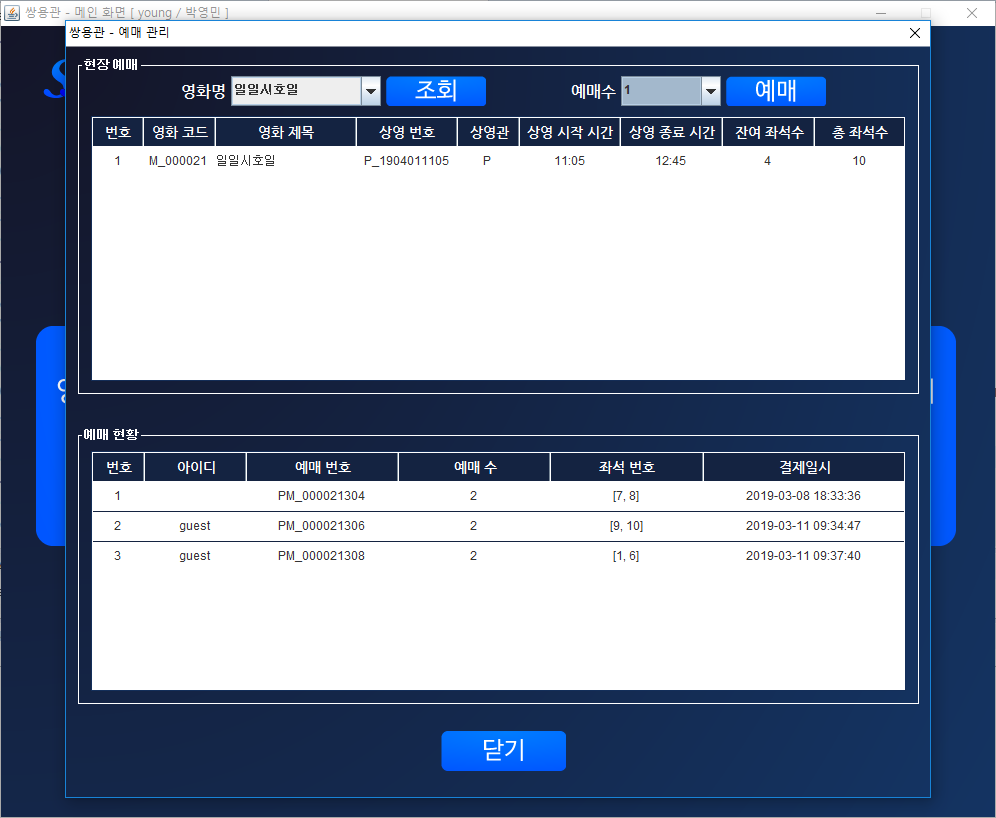 쌍용관 - 메인 화면 [ young / 박영민 ]
쌍용관 - 예매 관리
현장 예매
영화명 일일시호일 조회 예매수 1 예매
번호 영화 코드 영화 제목 상영 번호 상영관 상영 시작 시간 상영 종료 시간 잔여 좌석수 총 좌석수
1 M_000021 일일시호일 P_1904011105 P 11:05 12:45 4 10
예매 현황
번호 아이디 예매 번호 예매 수 좌석 번호 결제일시
1 PM_000021304 2 [7, 8] 2019-03-08 18:33:36
2 guest PM_000021306 2 [9, 10] 2019-03-11 09:34:47
3 guest PM_000021308 2 [1, 6] 2019-03-11 09:37:40
닫기